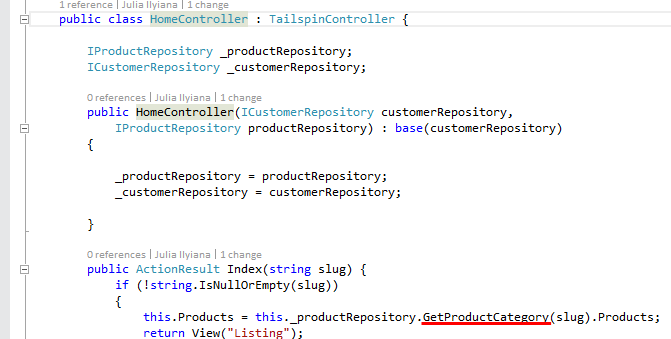 1 reference | Julia Ilyiana | 1 change
public class HomeController : TailspinController {
IProductRepository _productRepository;
ICustomerRepository _customerRepository;
0 references | Julia Ilyiana | 1 change
public HomeController(ICustomerRepository customerRepository,
IProductRepository productRepository) : base(customerRepository)
{
_productRepository = productRepository;
_customerRepository = customerRepository;
}
0 references | Julia Ilyiana | 1 change
public ActionResult Index(string slug) {
if (!string.IsNullOrEmpty(slug))
{
this.Products = this._productRepository.GetProductCategory(slug).Products;
return View("Listing");